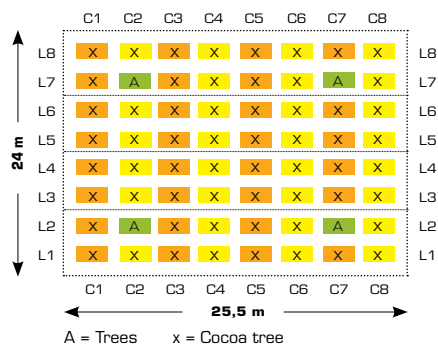 C1 C2 C3 C4 C5 C6 C7 C8
L8 X X X X X X X X L8
L7 X A X X X X A X L7
L6 X X X X X X X X L6
L5 X X X X X X X X L5
L4 X X X X X X X X L4
L3 X X X X X X X X L3
L2 X A X X X X A X L2
L1 X X X X X X X X L1
24 m
C1 C2 C3 C4 C5 C6 C7 C8
25,5 m
A = Trees x = Cocoa tree